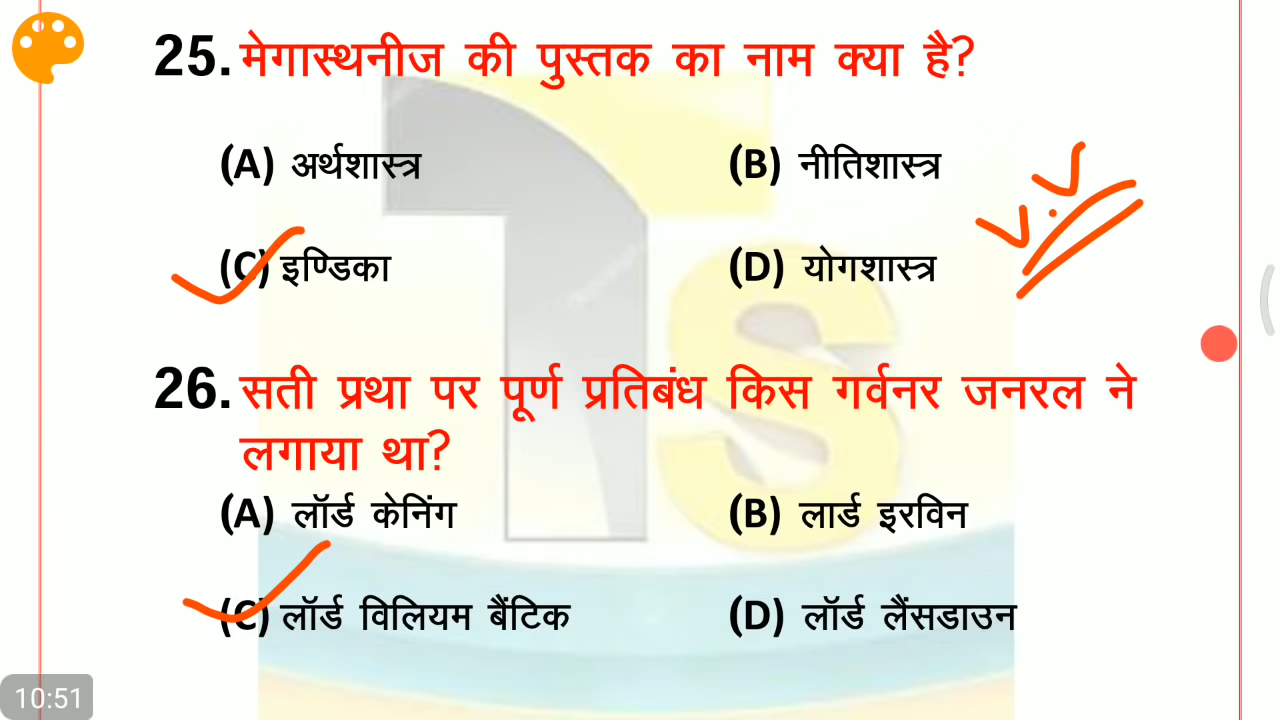 25. मेगास्थनीज की पुस्तक का नाम क्या है?
(A) अर्थशास्त्र (B) नीतिशास्त्र
(C) इण्डिका (D) योगशास्त्र
26. सती प्रथा पर पूर्ण प्रतिबंध किस गर्वनर जनरल ने
लगाया था?
(A) लॉर्ड केनिंग (B) लार्ड इरविन
(C) लॉर्ड विलियम बैंटिक (D) लॉर्ड लैंसडाउन
10:51